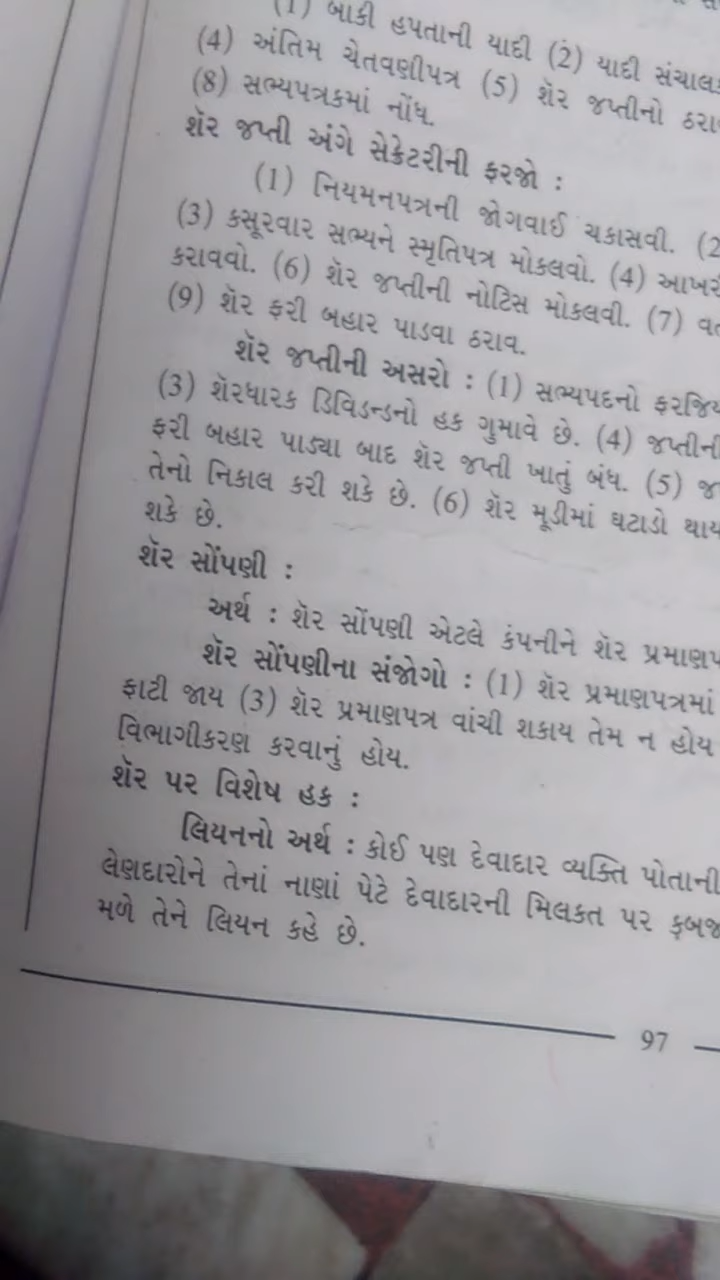 (1) બાકી હપતાની યાદી (2) યાદી સંચાલક
(4) અંતિમ ચેતવણીપત્ર (5) શૅર જપ્તીનો ઠરાવ
(8) સભ્યપત્રકમાં નોંધ.
શૅર જપ્તી અંગે સેક્રેટરીની ફરજો :
(1) નિયમનપત્રની જોગવાઈ ચકાસવી. (2
(3) કસૂરવાર સભ્યને સ્મૃતિપત્ર મોકલવો. (4) આખરી
કરાવવો. (6) શૅર જપ્તીની નોટિસ મોકલવી. (7)
(9) શૅર ફરી બહાર પાડવા ઠરાવ.
શૅર જપ્તીની અસરો : (1) સભ્યપદનો ફરજિય
(3) શૅરધારક ડિવિડન્ડનો હક ગુમાવે છે. (4) જપ્તીની
ફરી બહાર પાડ્યા બાદ શૅર જપ્તી ખાતું બંધ. (5) જ
તેનો નિકાલ કરી શકે છે. (6) શૅર મૂડીમાં ઘટાડો થાય
શકે છે.
શૅર સોંપણી :
અર્થ : શૅર સોંપણી એટલે કંપનીને શૅર પ્રમાણપ
શૅર સોંપણીના સંજોગો : (1) શૅર પ્રમાણપત્રમાં
ફાટી જાય (3) શૅર પ્રમાણપત્ર વાંચી શકાય તેમ ન હોય
વિભાગીકરણ કરવાનું હોય.
શૅર પર વિશેષ હક :
લિયનનો અર્થ : કોઈ પણ દેવાદાર વ્યક્તિ પોતાની
લેણદારોને તેનાં નાણાં પેટે દેવાદારની મિલકત પર કબજ
મળે તેને લિયન કહે છે.
97